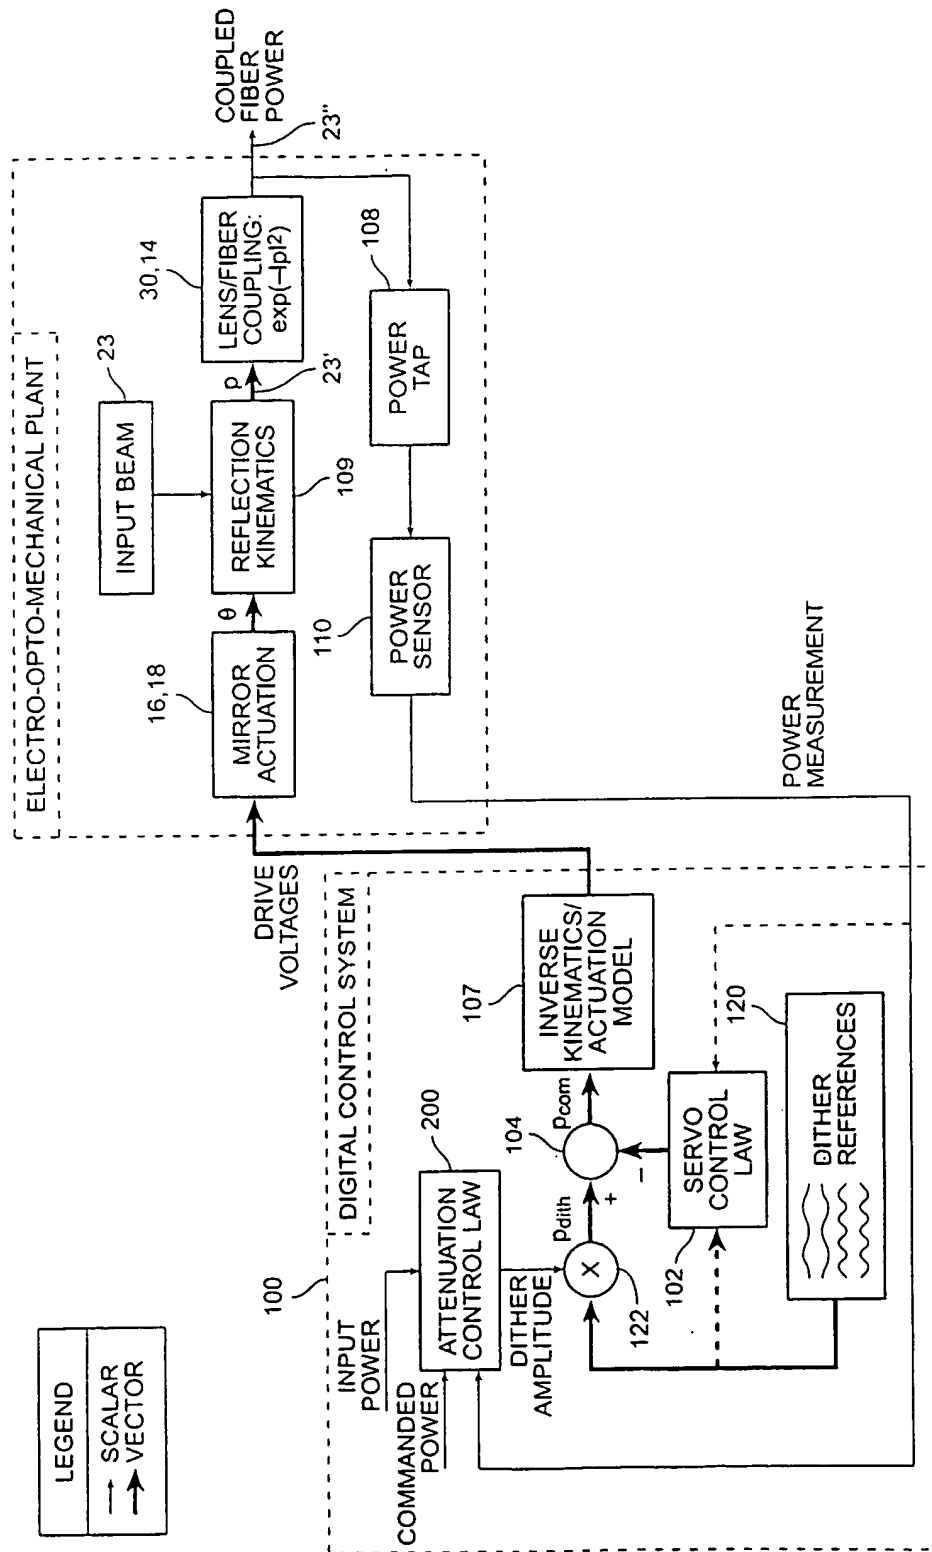 LEGEND
SCALAR
VECTOR
ELECTRO-OPTO-MECHANICAL PLANT
INPUT BEAM
23
16,18
MIRROR
ACTUATION
θ
REFLECTION
KINEMATICS
109
p
23'
30,14
LENS/FIBER
COUPLING:
exp(–|p|²)
23"
COUPLED
FIBER
POWER
108
POWER
TAP
110
POWER
SENSOR
POWER
MEASUREMENT
DRIVE
VOLTAGES
100
DIGITAL CONTROL SYSTEM
INPUT
POWER
COMMANDED
POWER
200
ATTENUATION
CONTROL LAW
DITHER
AMPLITUDE
X
122
pdith
+
–
104
pcom
107
INVERSE
KINEMATICS/
ACTUATION
MODEL
102
SERVO
CONTROL
LAW
120
DITHER
REFERENCES